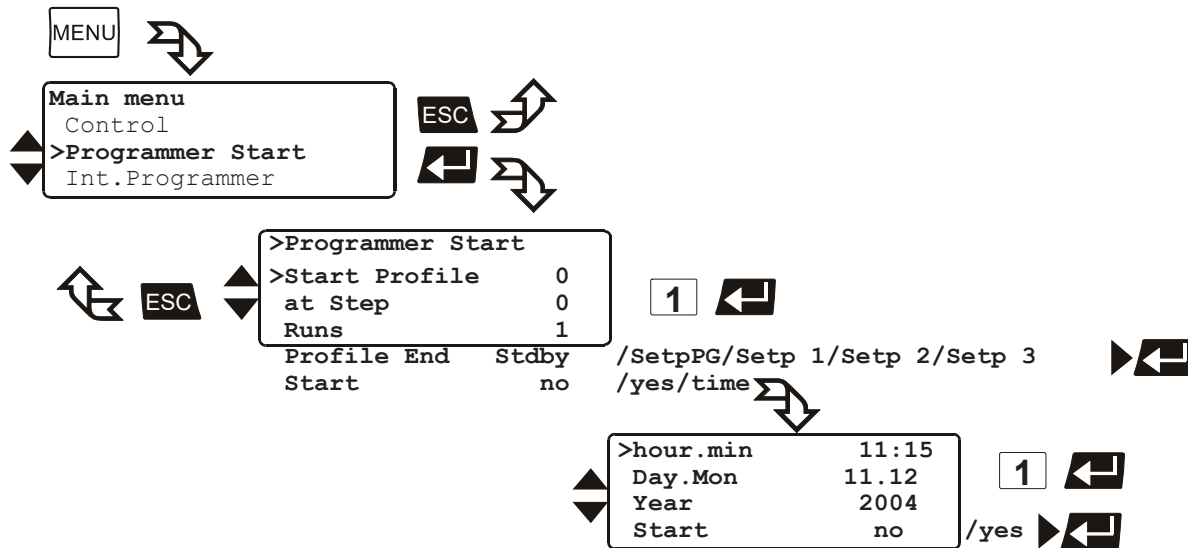 MENU
Main menu
Control
>Programmer Start
Int.Programmer
ESC
>Programmer Start
>Start Profile 0
at Step 0
Runs 1
Profile End Stdby /SetpPG/Setp 1/Setp 2/Setp 3
Start no /yes/time
ESC
1
>hour.min 11:15
Day.Mon 11.12
Year 2004
Start no /yes
1